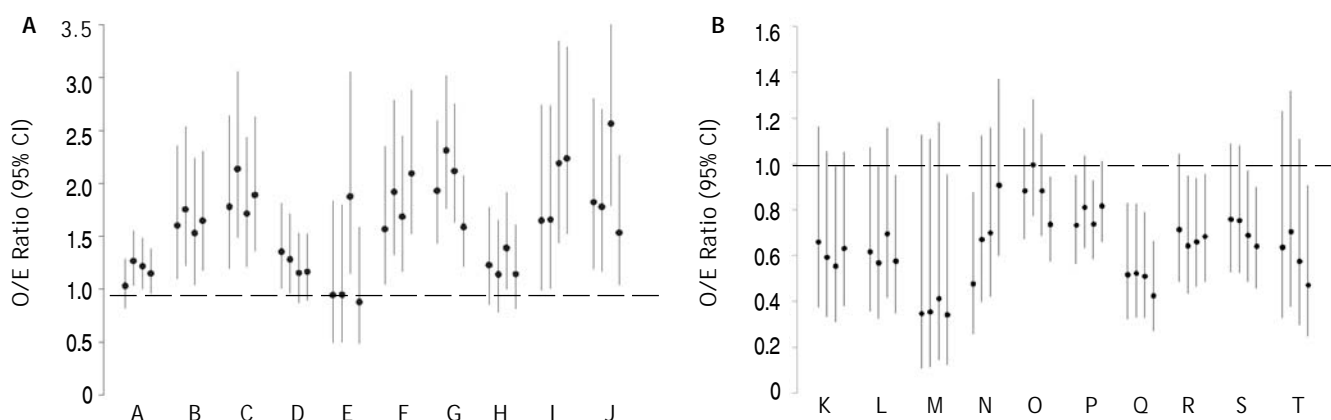 A
O/E Ratio (95% CI)
3.5
3.0
2.5
2.0
1.5
1.0
0.5
0
A B C D E F G H I J
B
O/E Ratio (95% CI)
1.6
1.4
1.2
1.0
0.8
0.6
0.4
0.2
0
K L M N O P Q R S T